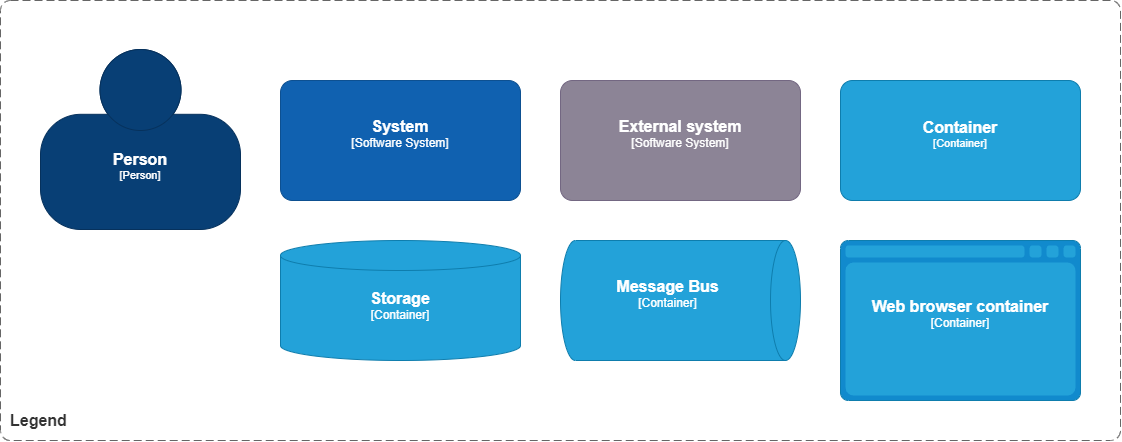 Person
[Person]
System
[Software System]
External system
[Software System]
Container
[Container]
Storage
[Container]
Message Bus
[Container]
Web browser container
[Container]
Legend